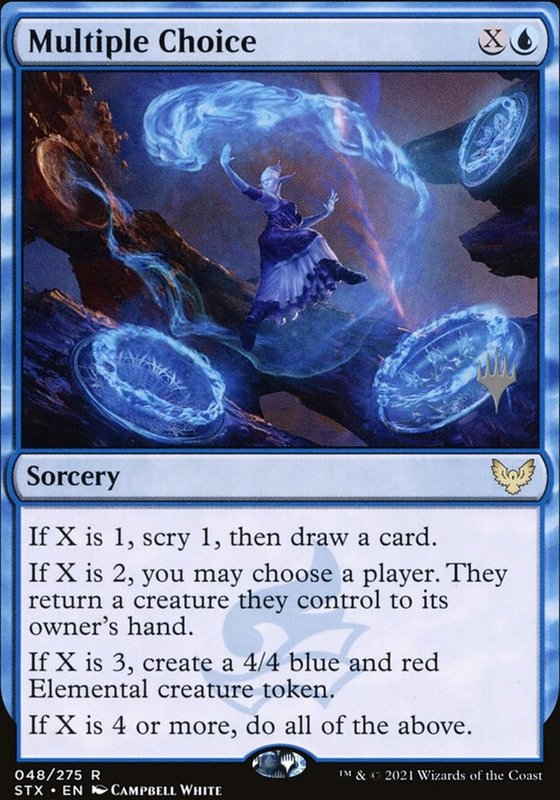 Multiple Choice X
Sorcery
If X is 1, scry 1, then draw a card.
If X is 2, you may choose a player. They
return a creature they control to its
owner's hand.
If X is 3, create a 4/4 blue and red
Elemental creature token.
If X is 4 or more, do all of the above.
048/275 R
STX • EN CAMPBELL WHITE
™ & © 2021 Wizards of the Coast